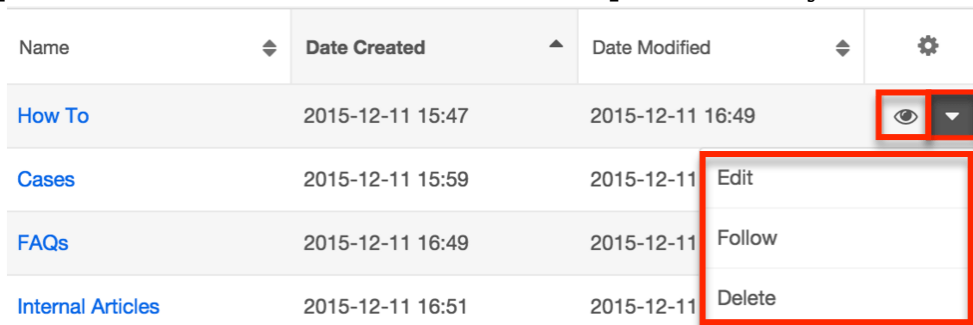 Name Date Created Date Modified
How To 2015-12-11 15:47 2015-12-11 16:49
Cases 2015-12-11 15:59 2015-12-11 Edit
FAQs 2015-12-11 16:49 2015-12-11 Follow
Internal Articles 2015-12-11 16:51 2015-12-11 Delete